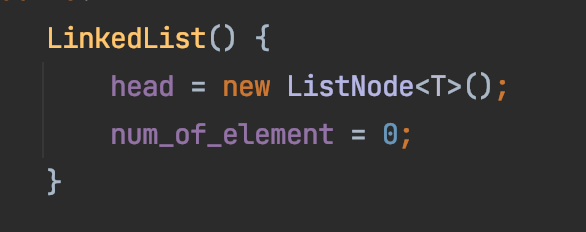 LinkedList() {
    head = new ListNode<T>();
    num_of_element = 0;
}